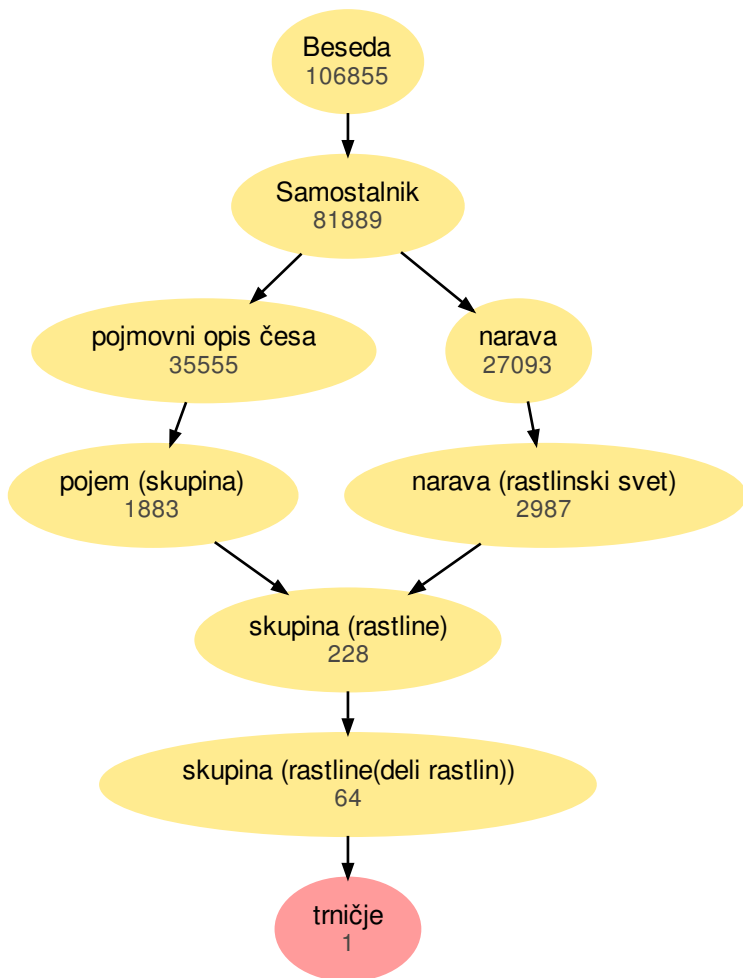 Beseda
106855
Samostalnik
81889
pojmovni opis česa
35555
narava
27093
pojem (skupina)
1883
narava (rastlinski svet)
2987
skupina (rastline)
228
skupina (rastline(deli rastlin))
64
trničje
1